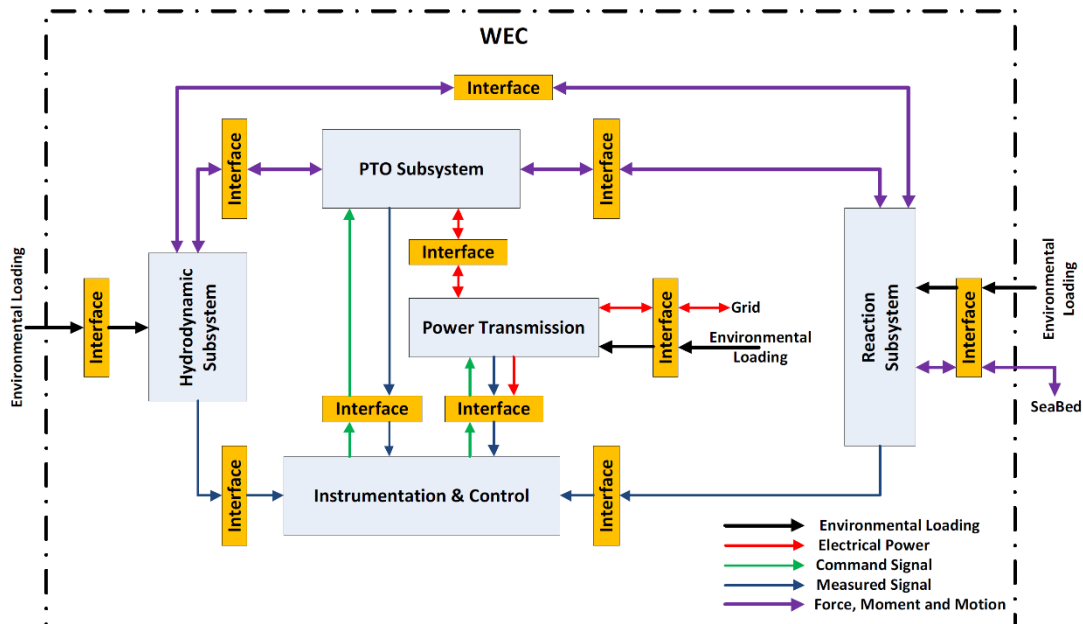 WEC
Interface
Interface
PTO Subsystem
Interface
Interface
Environmental Loading
Interface
Hydrodynamic
Subsystem
Power Transmission
Interface
Grid
Environmental
Loading
Reaction
Subsystem
Interface
Environmental
Loading
SeaBed
Interface
Interface
Interface
Instrumentation & Control
Interface
Environmental Loading
Electrical Power
Command Signal
Measured Signal
Force, Moment and Motion